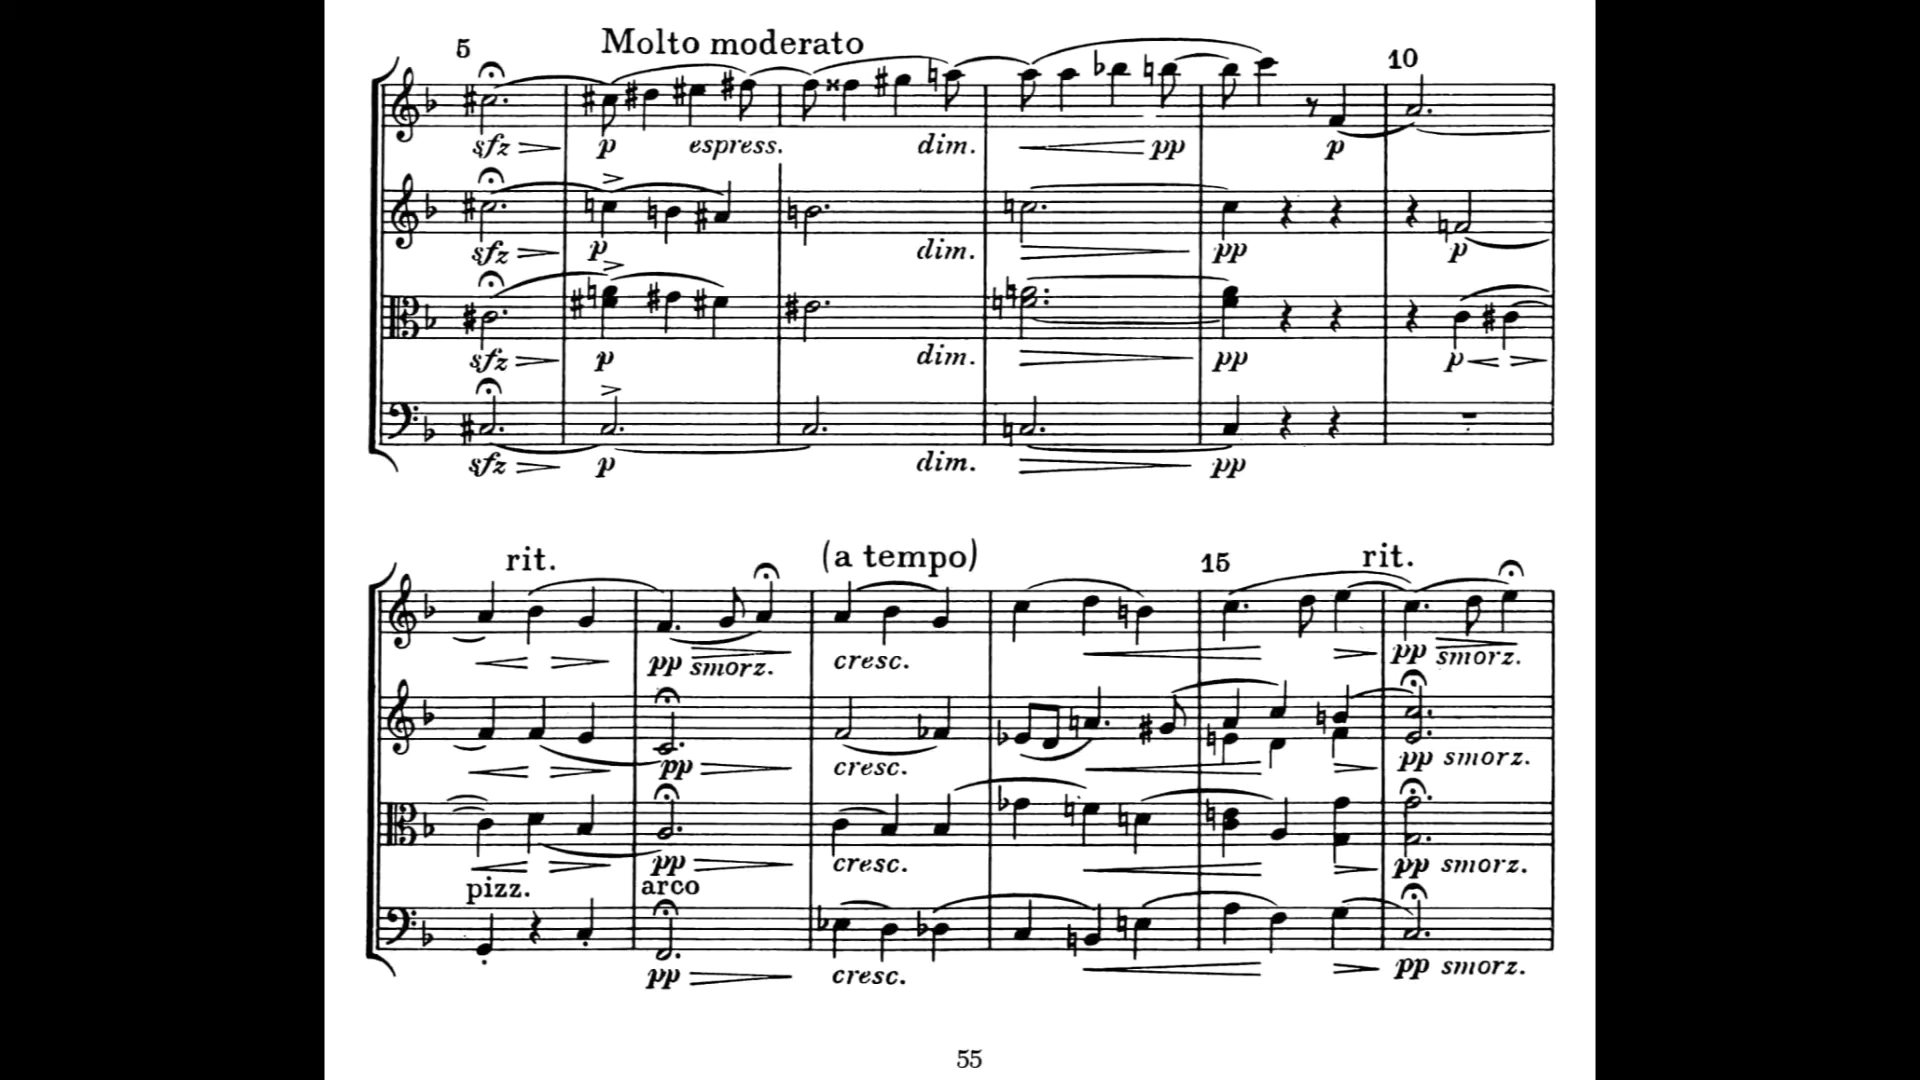 5 Molto moderato 10
sfz p espress. dim. pp p
sfz p dim. pp p
sfz p dim. pp p
sfz p dim. pp
rit. (a tempo) 15 rit.
pp smorz. cresc. pp smorz.
pp cresc. pp smorz.
pp cresc. pp smorz.
pizz. arco
pp cresc. pp smorz.
55